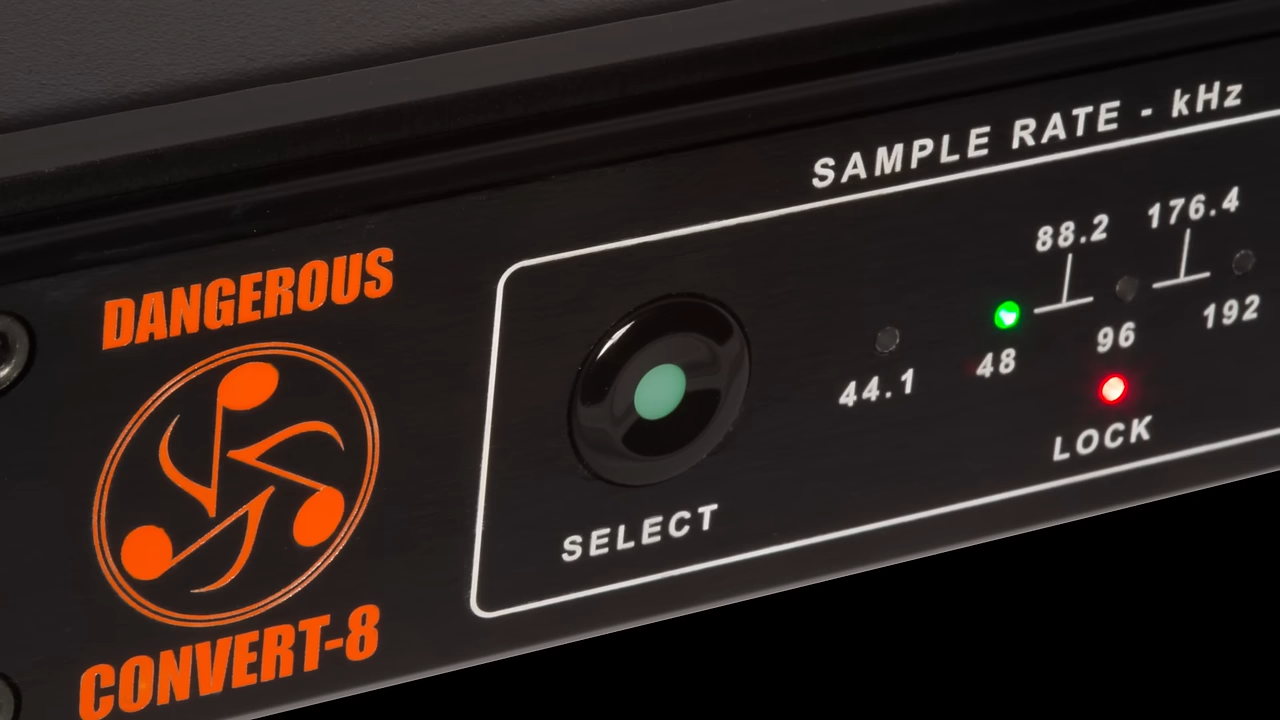 DANGEROUS
CONVERT-8
SELECT
SAMPLE RATE - kHz
88.2 176.4
44.1 48 96 192
LOCK